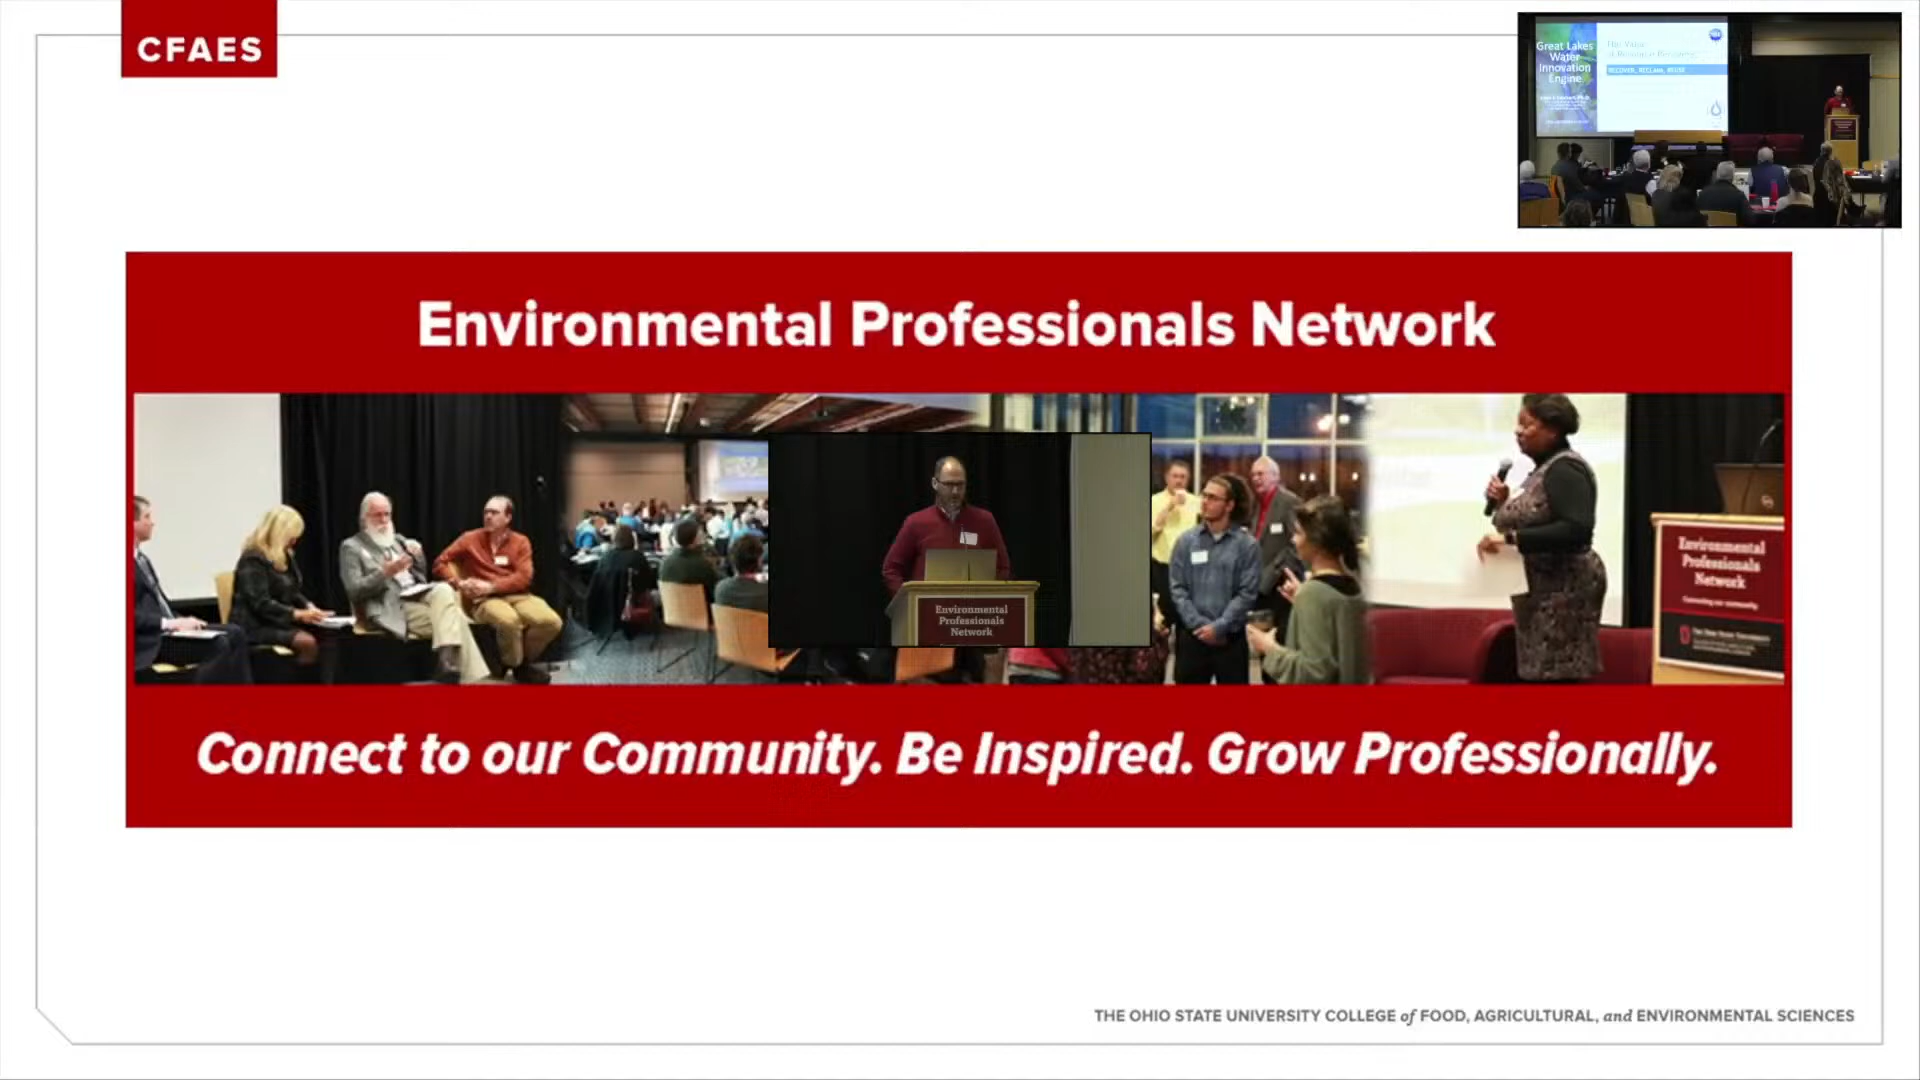 CFAES
Great Lakes
Water
Innovation
Engine
Environmental Professionals Network
Environmental
Professionals
Network
Environmental
Professionals
Network
Connect to our Community. Be Inspired. Grow Professionally.
THE OHIO STATE UNIVERSITY COLLEGE of FOOD, AGRICULTURAL, and ENVIRONMENTAL SCIENCES